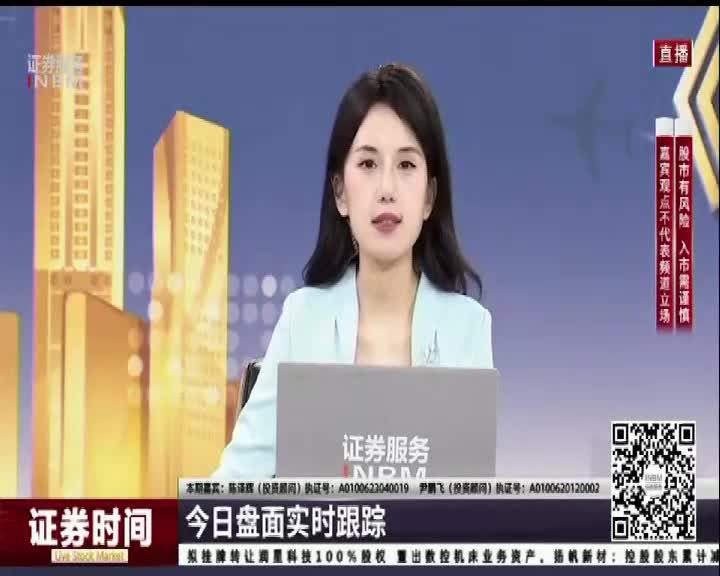 证券服务
NBM
直播
股市有风险 入市需谨慎
嘉宾观点不代表频道立场
证券服务
NBM
NBM
本期嘉宾：陈泽辉（投资顾问）执证号：A0100623040019 尹鹏飞（投资顾问）执证号：A0100620120002
证券时间
Live Stock Market
今日盘面实时跟踪
拟挂牌转让润星科技100%股权 置出数控机床业务资产。扬帆新材：控股股东累计减